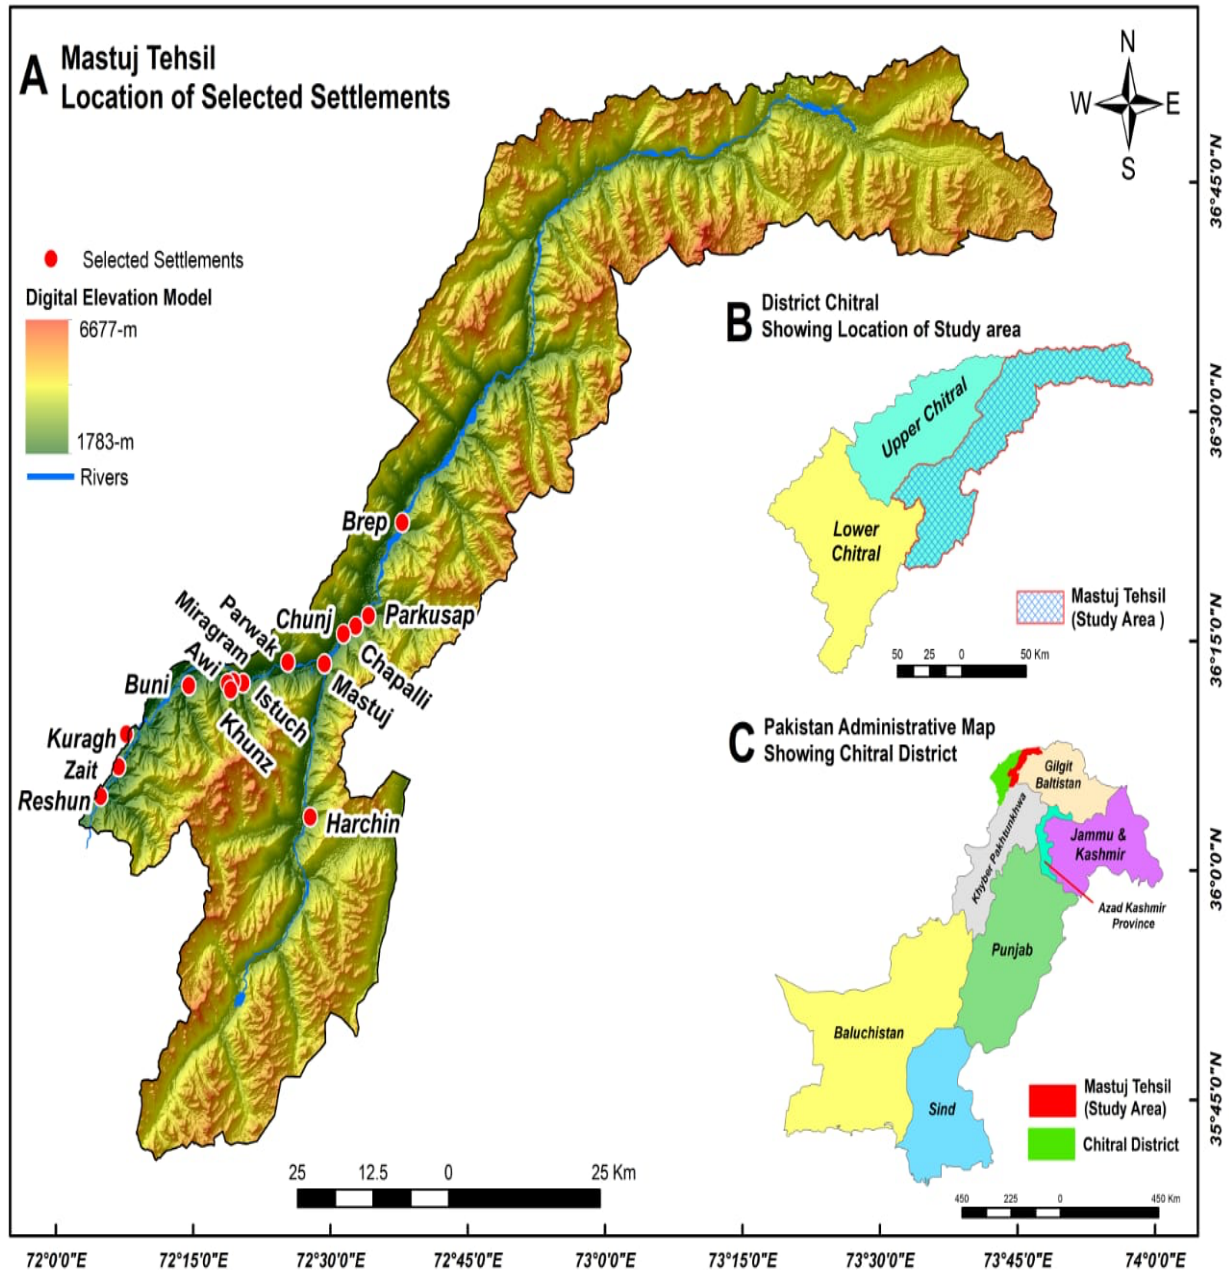 A
Mastuj Tehsil
Location of Selected Settlements
N
W
E
S
Selected Settlements
Digital Elevation Model
6677-m
1783-m
Rivers
Brep
Chunj
Parkusap
Parwak
Miragram
Awi
Chapalli
Buni
Mastuj
Istuch
Khunz
Kuragh
Zait
Reshun
Harchin
25
12.5
0
25 Km
B
District Chitral
Showing Location of Study area
Upper Chitral
Lower
Chitral
Mastuj Tehsil
(Study Area )
50
25
0
50 Km
C
Pakistan Administrative Map
Showing Chitral District
Gilgit
Baltistan
Khyber Pakhtunkhwa
Jammu &
Kashmir
Azad Kashmir
Province
Punjab
Baluchistan
Sind
Mastuj Tehsil
(Study Area)
Chitral District
450
225
0
450 Km
36°45'0"N
36°30'0"N
36°15'0"N
36°0'0"N
35°45'0"N
72°0'0"E
72°15'0"E
72°30'0"E
72°45'0"E
73°0'0"E
73°15'0"E
73°30'0"E
73°45'0"E
74°0'0"E